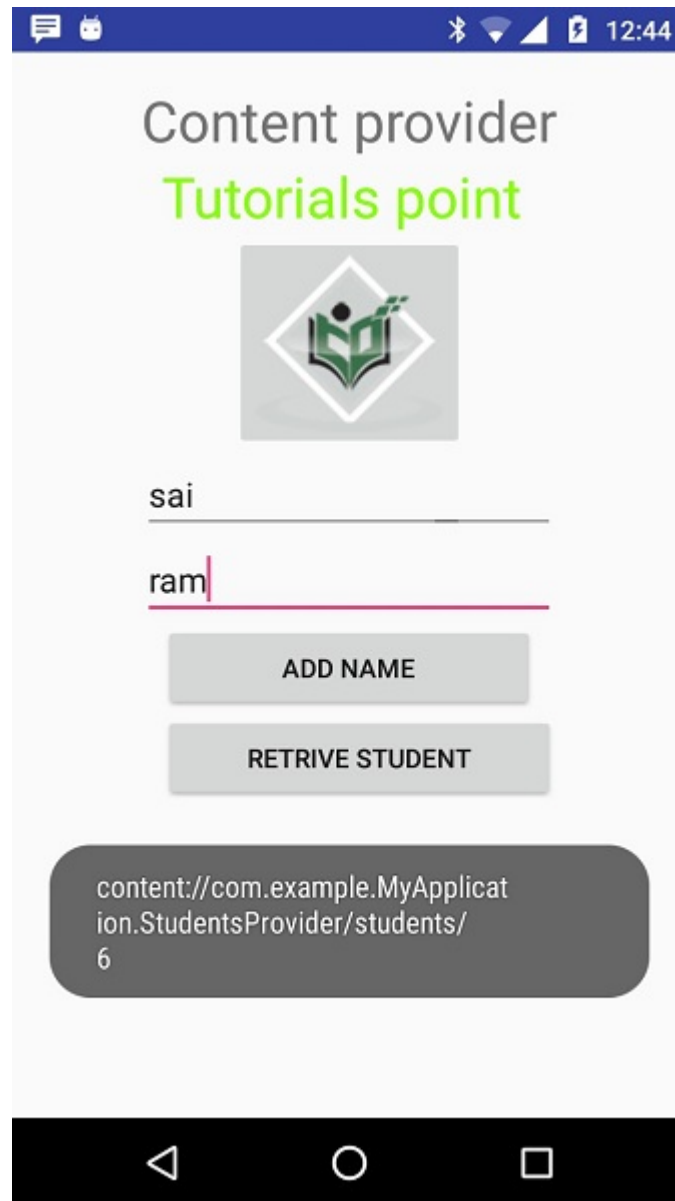 12:44
Content provider
Tutorials point
sai
ram
ADD NAME
RETRIVE STUDENT
content://com.example.MyApplicat
ion.StudentsProvider/students/
6